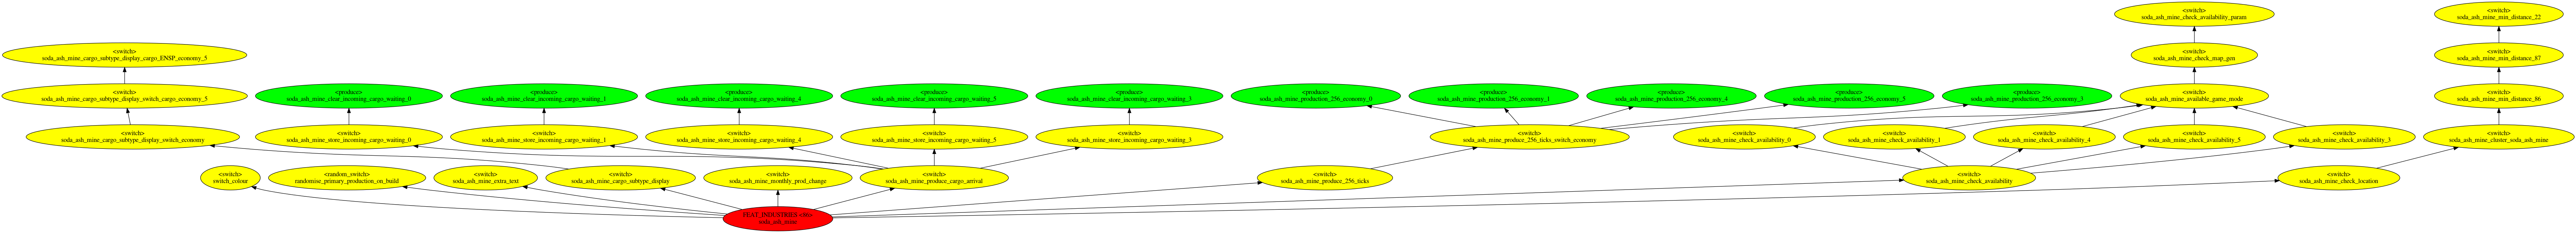 <switch>
soda_ash_mine_check_availability_param
<switch>
soda_ash_mine_min_distance_22
<switch>
soda_ash_mine_cargo_subtype_display_cargo_ENSP_economy_5
<switch>
soda_ash_mine_check_map_gen
<switch>
soda_ash_mine_min_distance_87
<switch>
soda_ash_mine_cargo_subtype_display_switch_cargo_economy_5
<produce>
soda_ash_mine_clear_incoming_cargo_waiting_0
<produce>
soda_ash_mine_clear_incoming_cargo_waiting_1
<produce>
soda_ash_mine_clear_incoming_cargo_waiting_4
<produce>
soda_ash_mine_clear_incoming_cargo_waiting_5
<produce>
soda_ash_mine_clear_incoming_cargo_waiting_3
<produce>
soda_ash_mine_production_256_economy_0
<produce>
soda_ash_mine_production_256_economy_1
<produce>
soda_ash_mine_production_256_economy_4
<produce>
soda_ash_mine_production_256_economy_5
<produce>
soda_ash_mine_production_256_economy_3
<switch>
soda_ash_mine_available_game_mode
<switch>
soda_ash_mine_min_distance_86
<switch>
soda_ash_mine_cargo_subtype_display_switch_economy
<switch>
soda_ash_mine_store_incoming_cargo_waiting_0
<switch>
soda_ash_mine_store_incoming_cargo_waiting_1
<switch>
soda_ash_mine_store_incoming_cargo_waiting_4
<switch>
soda_ash_mine_store_incoming_cargo_waiting_5
<switch>
soda_ash_mine_store_incoming_cargo_waiting_3
<switch>
soda_ash_mine_produce_256_ticks_switch_economy
<switch>
soda_ash_mine_check_availability_0
<switch>
soda_ash_mine_check_availability_1
<switch>
soda_ash_mine_check_availability_4
<switch>
soda_ash_mine_check_availability_5
<switch>
soda_ash_mine_check_availability_3
<switch>
soda_ash_mine_cluster_soda_ash_mine
<switch>
switch_colour
<random_switch>
randomise_primary_production_on_build
<switch>
soda_ash_mine_extra_text
<switch>
soda_ash_mine_cargo_subtype_display
<switch>
soda_ash_mine_monthly_prod_change
<switch>
soda_ash_mine_produce_cargo_arrival
<switch>
soda_ash_mine_produce_256_ticks
<switch>
soda_ash_mine_check_availability
<switch>
soda_ash_mine_check_location
FEAT_INDUSTRIES
soda_ash_mine